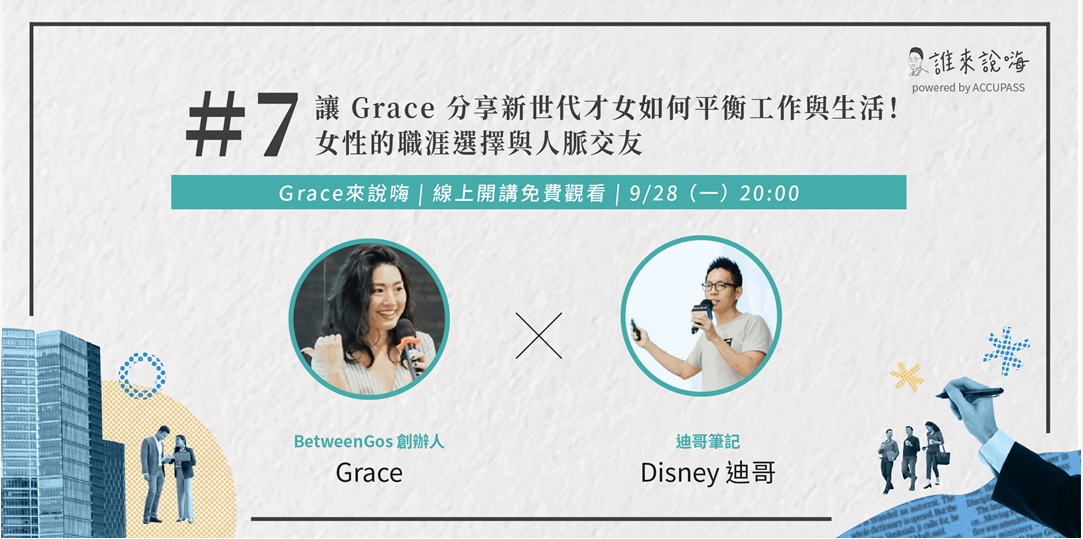 誰來說嗨
powered by ACCUPASS
#7
讓 Grace 分享新世代才女如何平衡工作與生活!
女性的職涯選擇與人脈交友
Grace來說嗨 | 線上開講免費觀看 | 9/28（一）20:00
BetweenGos 創辦人
Grace
迪哥筆記
Disney 迪哥